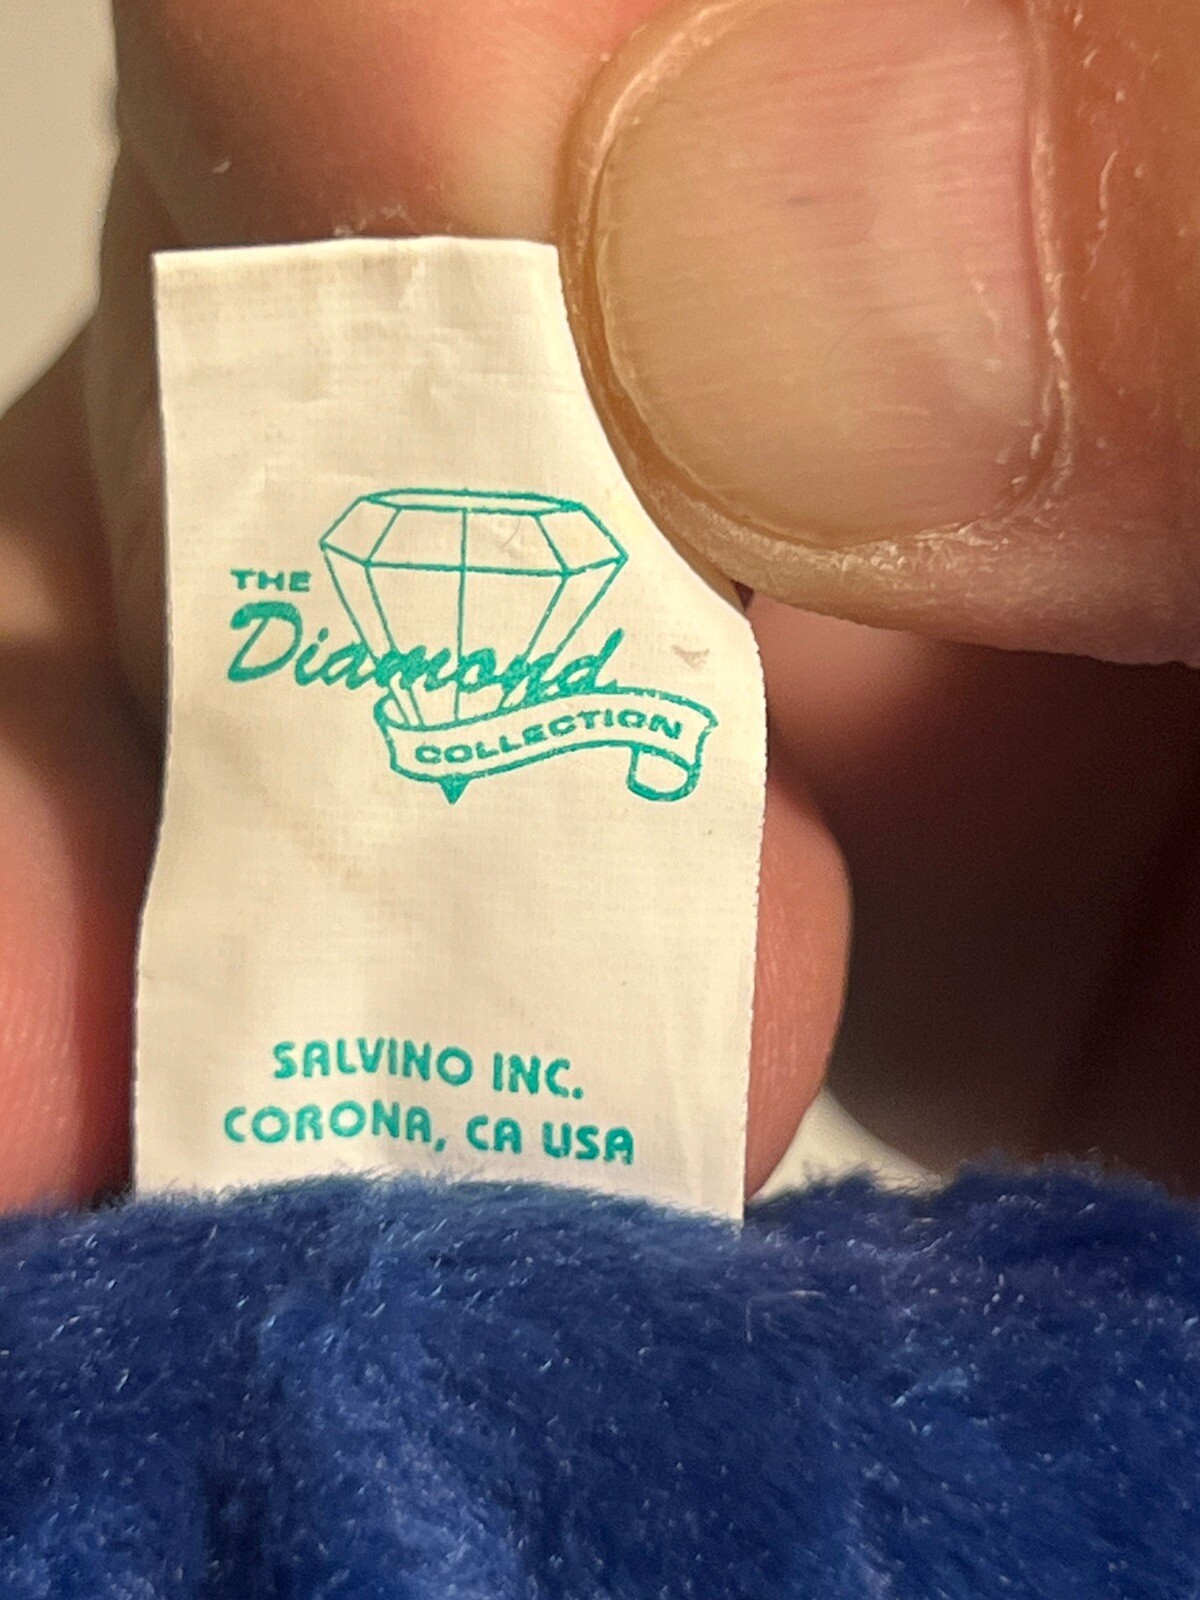 THE
Diamond
COLLECTION
SALVINO INC.
CORONA, CA USA